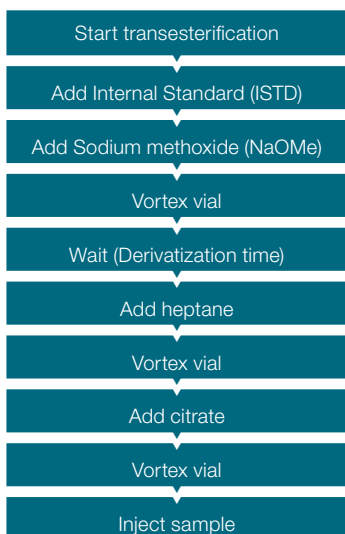 Start transesterification
Add Internal Standard (ISTD)
Add Sodium methoxide (NaOMe)
Vortex vial
Wait (Derivatization time)
Add heptane
Vortex vial
Add citrate
Vortex vial
Inject sample